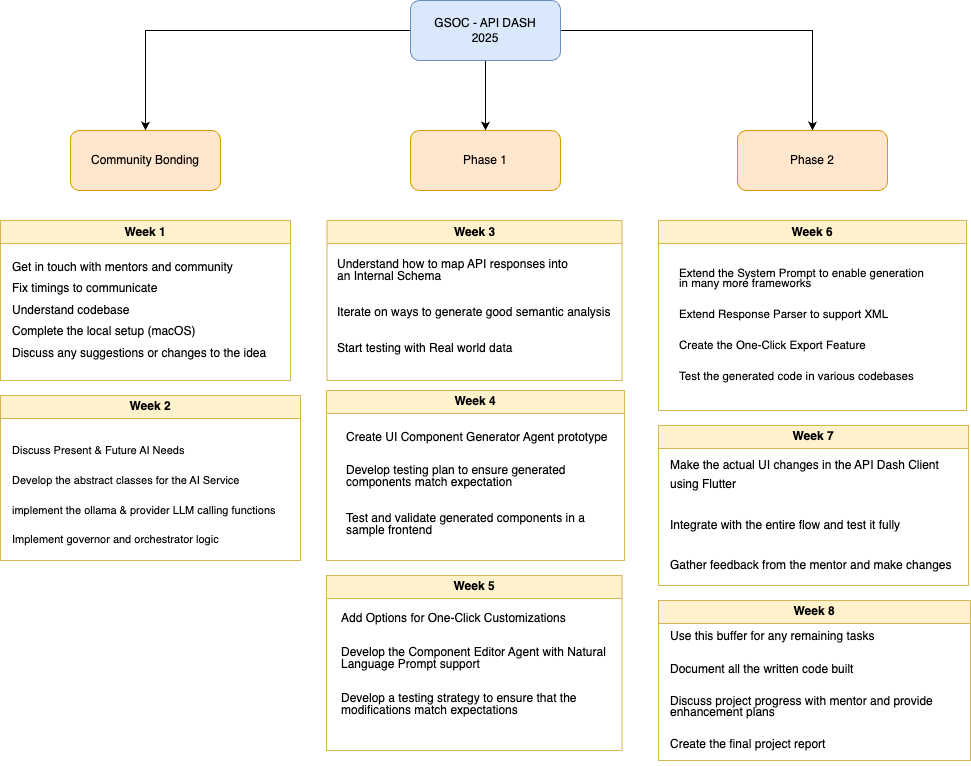 GSOC - API DASH
2025
Community Bonding
Phase 1
Phase 2
Week 1
Get in touch with mentors and community
Fix timings to communicate
Understand codebase
Complete the local setup (macOS)
Discuss any suggestions or changes to the idea
Week 2
Discuss Present & Future AI Needs
Develop the abstract classes for the AI Service
implement the ollama & provider LLM calling functions
Implement governor and orchestrator logic
Week 3
Understand how to map API responses into
an Internal Schema
Iterate on ways to generate good semantic analysis
Start testing with Real world data
Week 4
Create UI Component Generator Agent prototype
Develop testing plan to ensure generated
components match expectation
Test and validate generated components in a
sample frontend
Week 5
Add Options for One-Click Customizations
Develop the Component Editor Agent with Natural
Language Prompt support
Develop a testing strategy to ensure that the
modifications match expectations
Week 6
Extend the System Prompt to enable generation
in many more frameworks
Extend Response Parser to support XML
Create the One-Click Export Feature
Test the generated code in various codebases
Week 7
Make the actual UI changes in the API Dash Client
using Flutter
Integrate with the entire flow and test it fully
Gather feedback from the mentor and make changes
Week 8
Use this buffer for any remaining tasks
Document all the written code built
Discuss project progress with mentor and provide
enhancement plans
Create the final project report